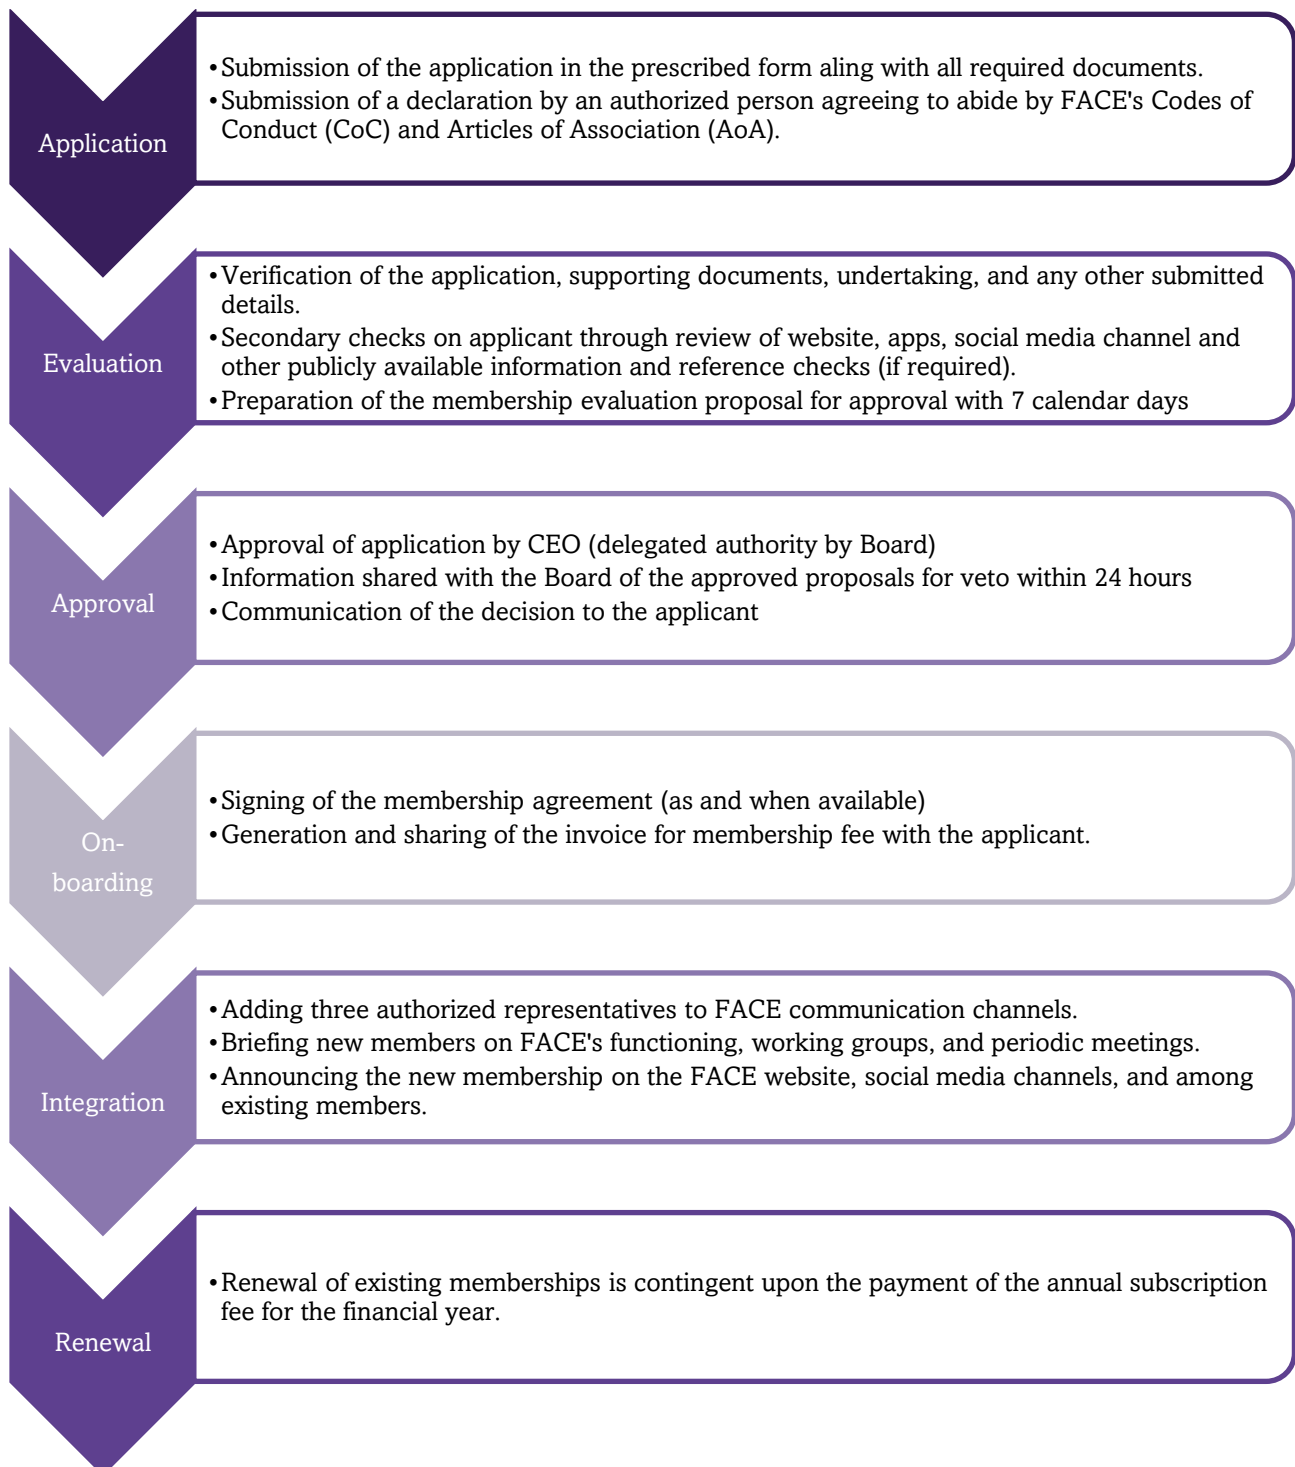 Application
•Submission of the application in the prescribed form aling with all required documents.
•Submission of a declaration by an authorized person agreeing to abide by FACE's Codes of
Conduct (CoC) and Articles of Association (AoA).
Evaluation
•Verification of the application, supporting documents, undertaking, and any other submitted
details.
•Secondary checks on applicant through review of website, apps, social media channel and
other publicly available information and reference checks (if required).
•Preparation of the membership evaluation proposal for approval with 7 calendar days
Approval
•Approval of application by CEO (delegated authority by Board)
•Information shared with the Board of the approved proposals for veto within 24 hours
•Communication of the decision to the applicant
On-
boarding
•Signing of the membership agreement (as and when available)
•Generation and sharing of the invoice for membership fee with the applicant.
Integration
•Adding three authorized representatives to FACE communication channels.
•Briefing new members on FACE's functioning, working groups, and periodic meetings.
•Announcing the new membership on the FACE website, social media channels, and among
existing members.
Renewal
•Renewal of existing memberships is contingent upon the payment of the annual subscription
fee for the financial year.